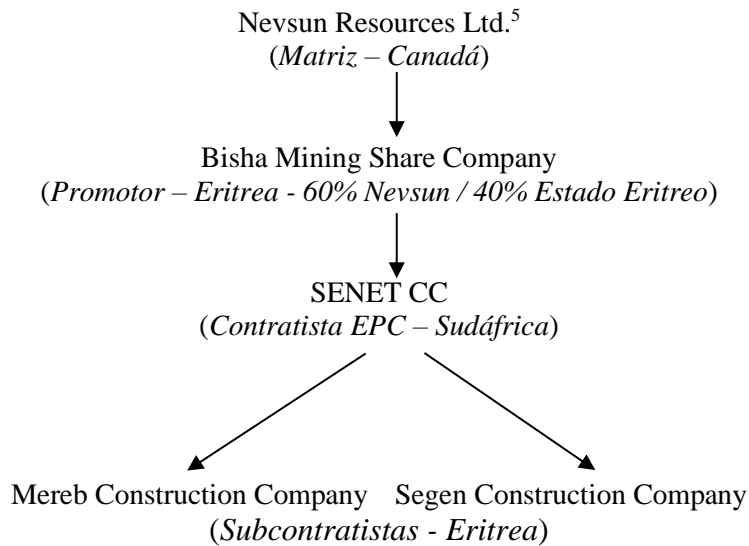 Nevsun Resources Ltd.⁵
(Matriz – Canadá)
Bisha Mining Share Company
(Promotor – Eritrea - 60% Nevsun / 40% Estado Eritreo)
SENET CC
(Contratista EPC – Sudáfrica)
Mereb Construction Company Segen Construction Company
(Subcontratistas - Eritrea)